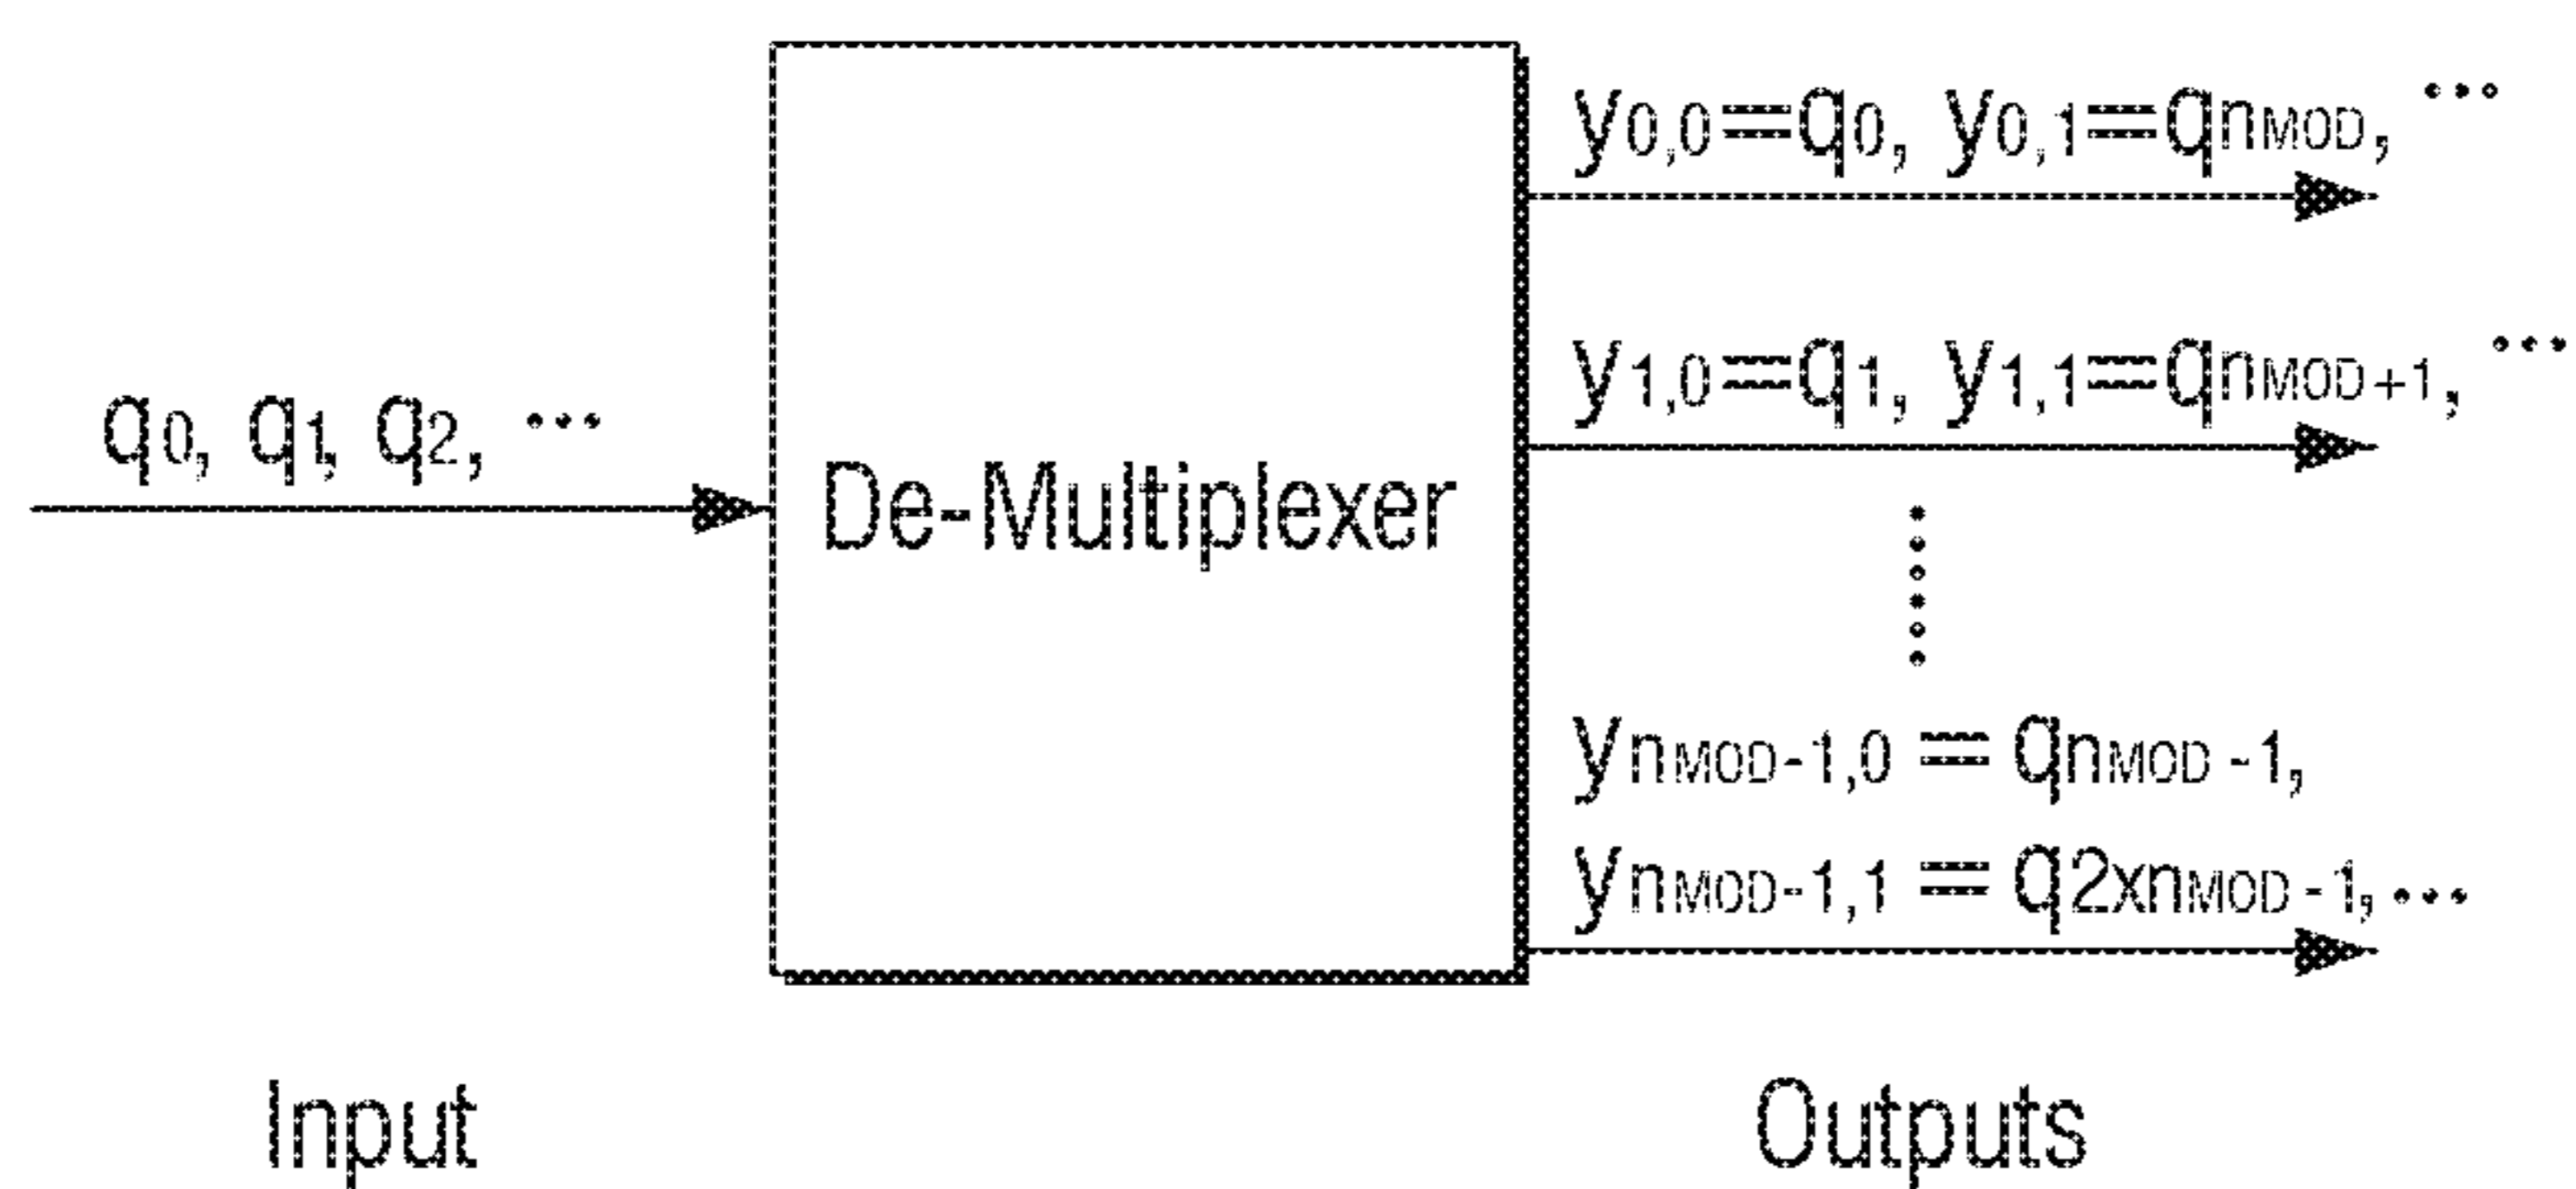 y0,0=q0, y0,1=qnMOD, ···
y1,0=q1, y1,1=qnMOD+1, ···
q0, q1, q2, ···
De-Multiplexer
ynMOD-1,0 = qnMOD-1,
ynMOD-1,1 = q2xnMOD-1, ···
Input
Outputs